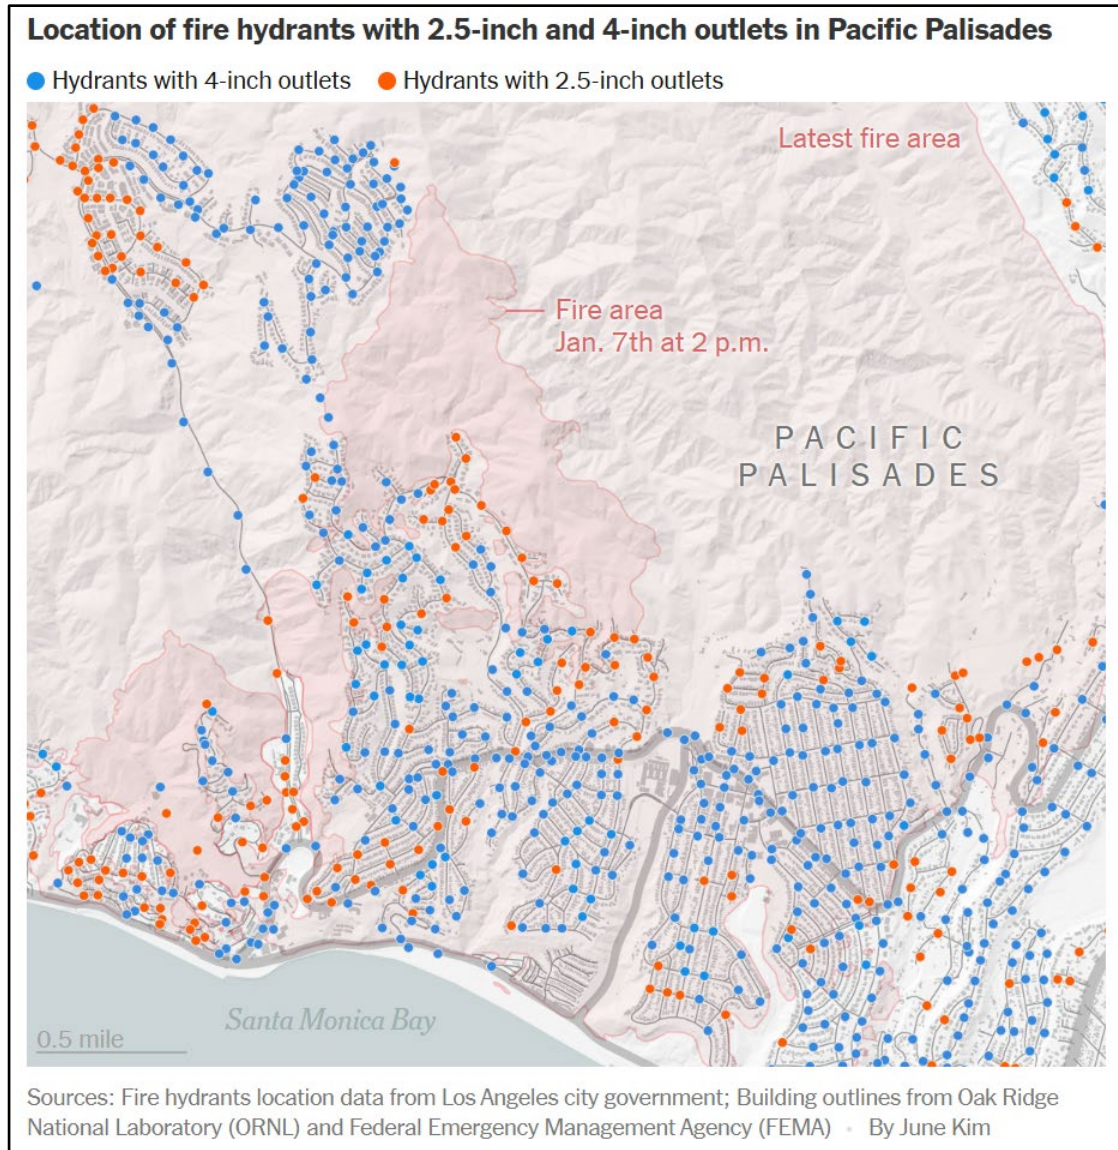 Location of fire hydrants with 2.5-inch and 4-inch outlets in Pacific Palisades
Hydrants with 4-inch outlets Hydrants with 2.5-inch outlets
Latest fire area
Fire area
Jan. 7th at 2 p.m.
PACIFIC
PALISADES
Santa Monica Bay
0.5 mile
Sources: Fire hydrants location data from Los Angeles city government; Building outlines from Oak Ridge
National Laboratory (ORNL) and Federal Emergency Management Agency (FEMA) • By June Kim